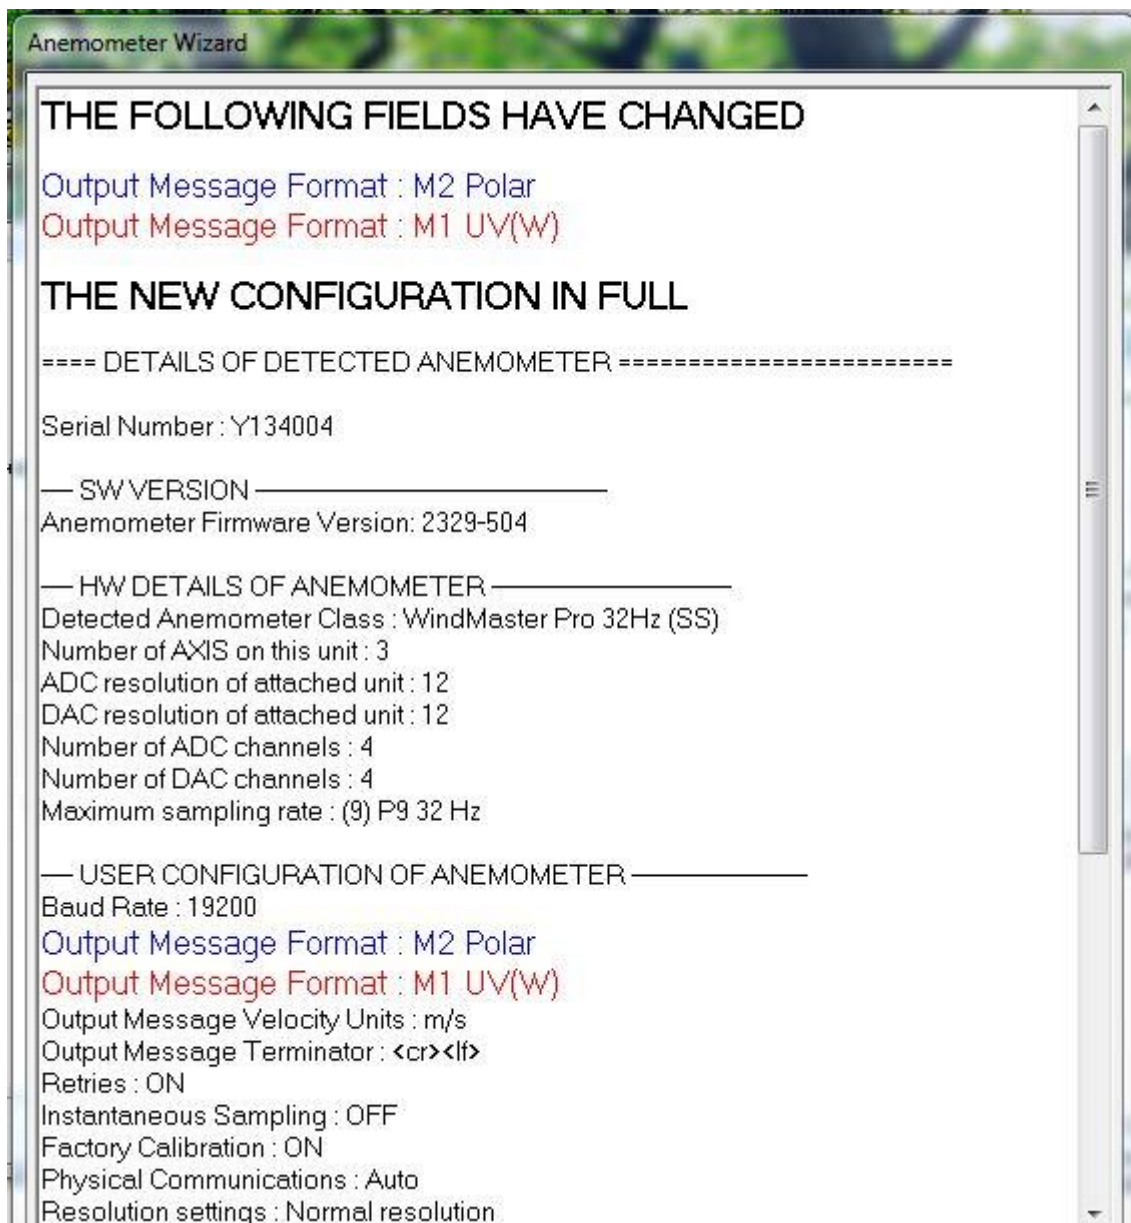 Anemometer Wizard
THE FOLLOWING FIELDS HAVE CHANGED
Output Message Format : M2 Polar
Output Message Format : M1 UV(W)
THE NEW CONFIGURATION IN FULL
==== DETAILS OF DETECTED ANEMOMETER ========================
Serial Number : Y134004
--- SW VERSION ------------------------------
Anemometer Firmware Version: 2329-504
--- HW DETAILS OF ANEMOMETER --------------------
Detected Anemometer Class : WindMaster Pro 32Hz (SS)
Number of AXIS on this unit : 3
ADC resolution of attached unit : 12
DAC resolution of attached unit : 12
Number of ADC channels : 4
Number of DAC channels : 4
Maximum sampling rate : (9) P9 32 Hz
--- USER CONFIGURATION OF ANEMOMETER ---------------
Baud Rate : 19200
Output Message Format : M2 Polar
Output Message Format : M1 UV(W)
Output Message Velocity Units : m/s
Output Message Terminator : <cr><lf>
Retries : ON
Instantaneous Sampling : OFF
Factory Calibration : ON
Physical Communications : Auto
Resolution settings : Normal resolution